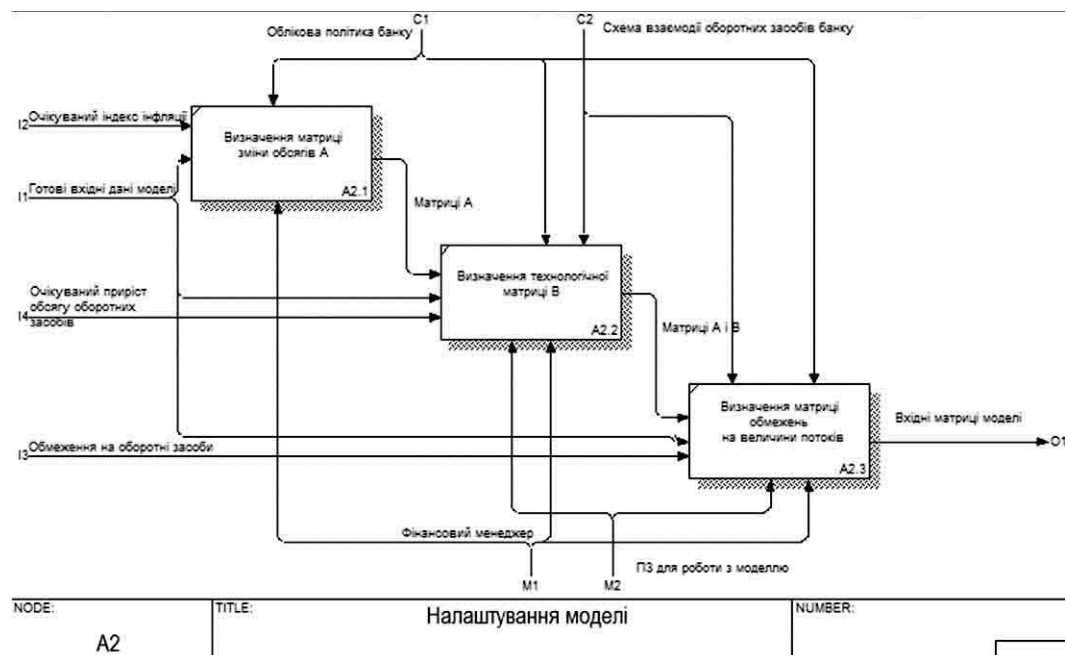 C1
C2
Облікова політика банку
Схема взаємодії оборотних засобів банку
I2
Очікуваний індекс інфляції
Визначення матриці
зміни обсягів А
A2.1
I1
Готові вхідні дані моделі
Матриці А
Визначення технологічної
матриці В
A2.2
Очікуваний приріст
обсягу оборотних
засобів
I4
Матриці А і В
Визначення матриці
обмежень
на величини потоків
A2.3
Вхідні матриці моделі
O1
Обмеження на оборотні засоби
I3
Фінансовий менеджер
ПЗ для роботи з моделлю
M1
M2
NODE:
A2
TITLE:
Налаштування моделі
NUMBER: